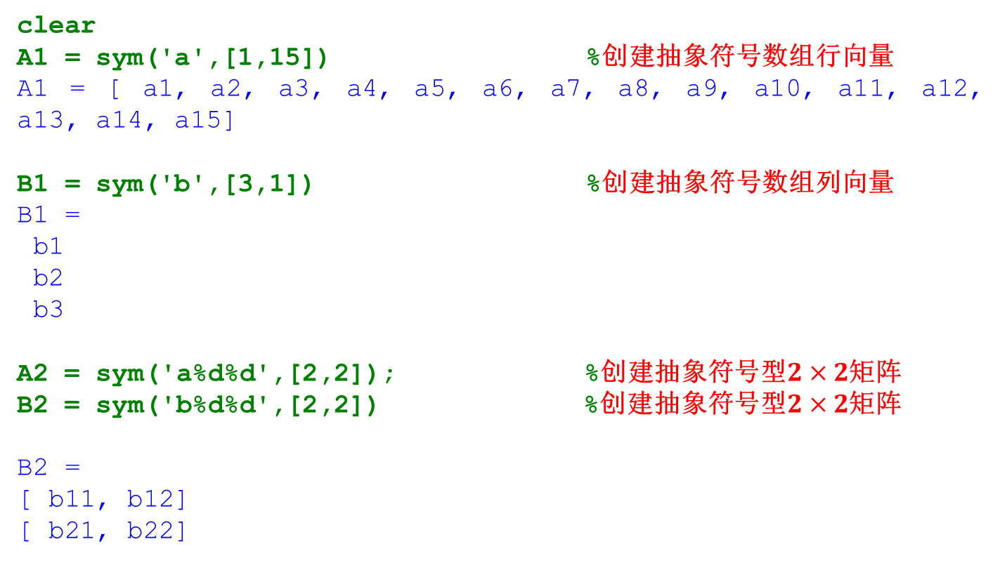 clear
A1 = sym('a',[1,15]) %创建抽象符号数组行向量
A1 = [ a1, a2, a3, a4, a5, a6, a7, a8, a9, a10, a11, a12,
a13, a14, a15]
B1 = sym('b',[3,1]) %创建抽象符号数组列向量
B1 =
b1
b2
b3
A2 = sym('a%d%d',[2,2]); %创建抽象符号型2 × 2矩阵
B2 = sym('b%d%d',[2,2]) %创建抽象符号型2 × 2矩阵
B2 =
[ b11, b12]
[ b21, b22]